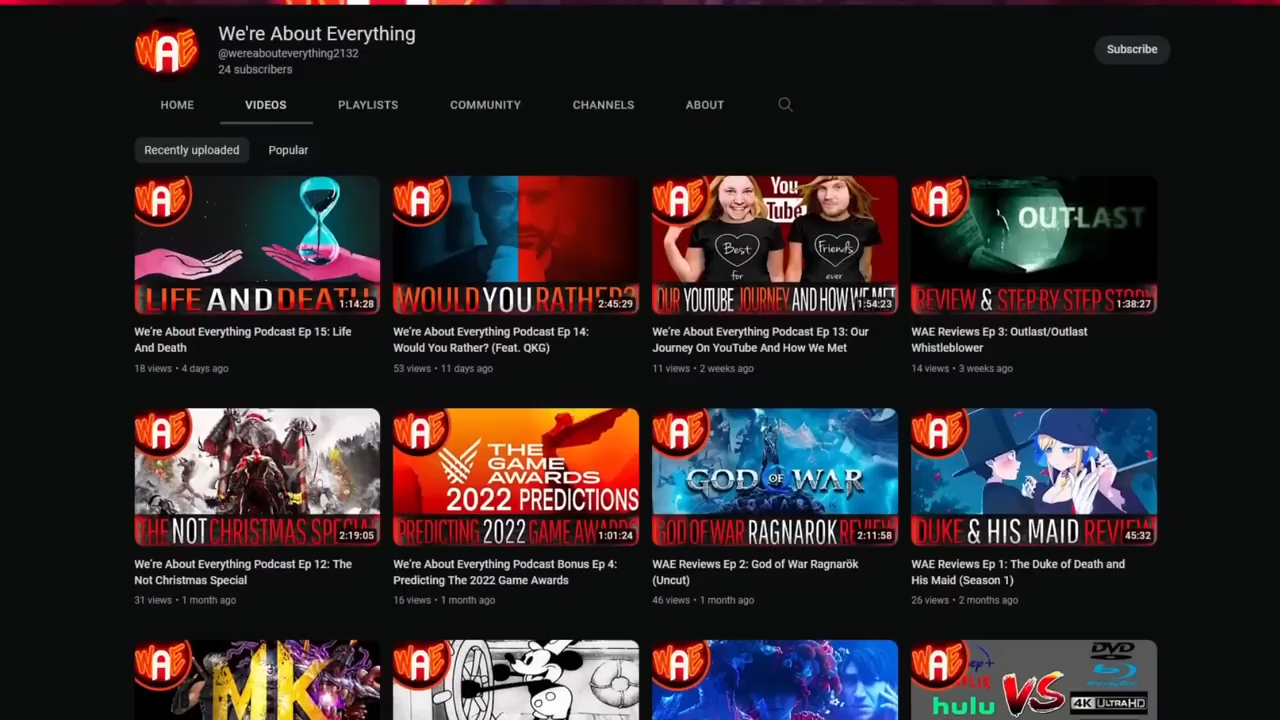 WAE
We're About Everything
@wereabouteverything2132
24 subscribers
Subscribe
HOME
VIDEOS
PLAYLISTS
COMMUNITY
CHANNELS
ABOUT
Recently uploaded
Popular
WAE
LIFE AND DEATH
1:14:28
WAE
WOULD YOU RATHER?
2:45:29
WAE
You
Tube
Best
for
Friends
ever
OUR YOUTUBE JOURNEY AND HOW WE MET
1:54:23
WAE
OUTLAST
REVIEW & STEP BY STEP STORY
1:38:27
We're About Everything Podcast Ep 15: Life
And Death
18 views • 4 days ago
We're About Everything Podcast Ep 14:
Would You Rather? (Feat. QKG)
53 views • 11 days ago
We're About Everything Podcast Ep 13: Our
Journey On YouTube And How We Met
11 views • 2 weeks ago
WAE Reviews Ep 3: Outlast/Outlast
Whistleblower
14 views • 3 weeks ago
WAE
THE NOT CHRISTMAS SPECIAL
2:19:05
WAE
THE
GAME
AWARDS
2022 PREDICTIONS
PREDICTING 2022 GAME AWARDS
1:01:24
WAE
GOD OF WAR
RAGNARÖK
GOD OF WAR RAGNAROK REVIEW
2:11:58
WAE
DUKE & HIS MAID REVIEW
45:32
We're About Everything Podcast Ep 12: The
Not Christmas Special
31 views • 1 month ago
We're About Everything Podcast Bonus Ep 4:
Predicting The 2022 Game Awards
16 views • 1 month ago
WAE Reviews Ep 2: God of War Ragnarök
(Uncut)
46 views • 1 month ago
WAE Reviews Ep 1: The Duke of Death and
His Maid (Season 1)
26 views • 2 months ago
WAE
MK
WAE
WAE
WAE
hulu
VS
DVD
4K ULTRA HD